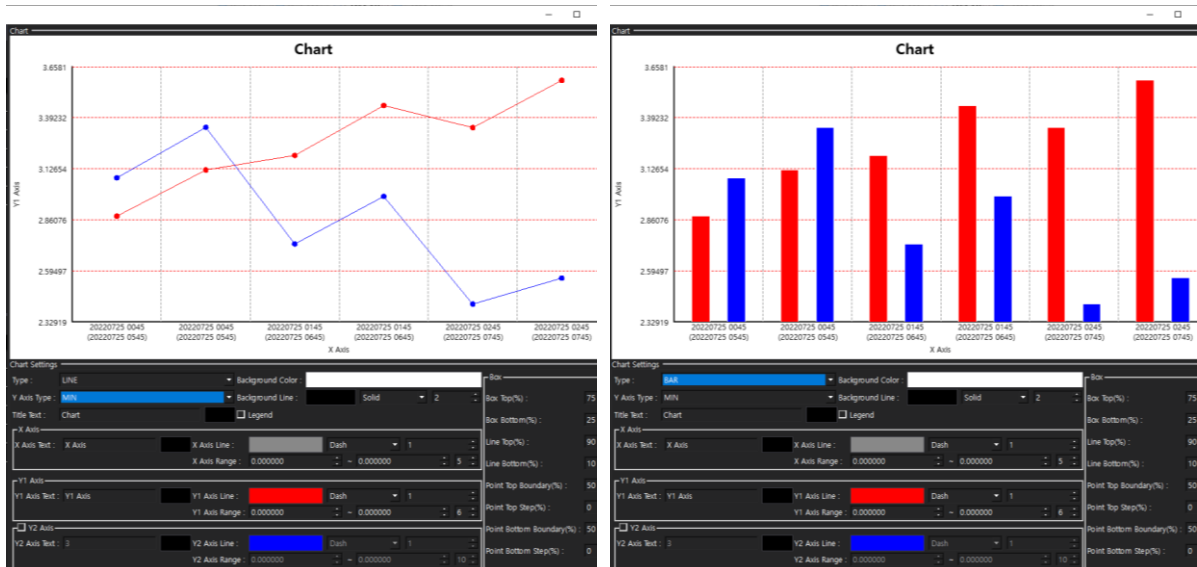 Chart
Chart
3.6581
3.39232
3.12654
2.86076
2.59497
2.32919
Y1 Axis
20220725 0045 20220725 0045 20220725 0145 20220725 0145 20220725 0245 20220725 0245
(20220725 0545) (20220725 0545) (20220725 0645) (20220725 0645) (20220725 0745) (20220725 0745)
X Axis
Chart Settings
Type : LINE Background Color :
Y Axis Type : MIN Background Line : Solid 2
Title Text : Chart Legend
X Axis
X Axis Text : X Axis X Axis Line : Dash 1
X Axis Range : 0.000000 ~ 0.000000 5
Y1 Axis
Y1 Axis Text : Y1 Axis Y1 Axis Line : Dash 1
Y1 Axis Range : 0.000000 ~ 0.000000 6
Y2 Axis
Y2 Axis Text : 3 Y2 Axis Line : Dash 1
Y2 Axis Range : 0.000000 ~ 0.000000 10
Box
Box Top(%) : 75
Box Bottom(%) : 25
Line Top(%) : 90
Line Bottom(%) : 10
Point Top Boundary(%) : 50
Point Top Step(%) : 0
Point Bottom Boundary(%) : 50
Point Bottom Step(%) : 0
Chart
Chart
3.6581
3.39232
3.12654
2.86076
2.59497
2.32919
Y1 Axis
20220725 0045 20220725 0045 20220725 0145 20220725 0145 20220725 0245 20220725 0245
(20220725 0545) (20220725 0545) (20220725 0645) (20220725 0645) (20220725 0745) (20220725 0745)
X Axis
Chart Settings
Type : BAR Background Color :
Y Axis Type : MIN Background Line : Solid 2
Title Text : Chart Legend
X Axis
X Axis Text : X Axis X Axis Line : Dash 1
X Axis Range : 0.000000 ~ 0.000000 5
Y1 Axis
Y1 Axis Text : Y1 Axis Y1 Axis Line : Dash 1
Y1 Axis Range : 0.000000 ~ 0.000000 6
Y2 Axis
Y2 Axis Text : 3 Y2 Axis Line : Dash 1
Y2 Axis Range : 0.000000 ~ 0.000000 10
Box
Box Top(%) : 75
Box Bottom(%) : 25
Line Top(%) : 90
Line Bottom(%) : 10
Point Top Boundary(%) : 50
Point Top Step(%) : 0
Point Bottom Boundary(%) : 50
Point Bottom Step(%) : 0